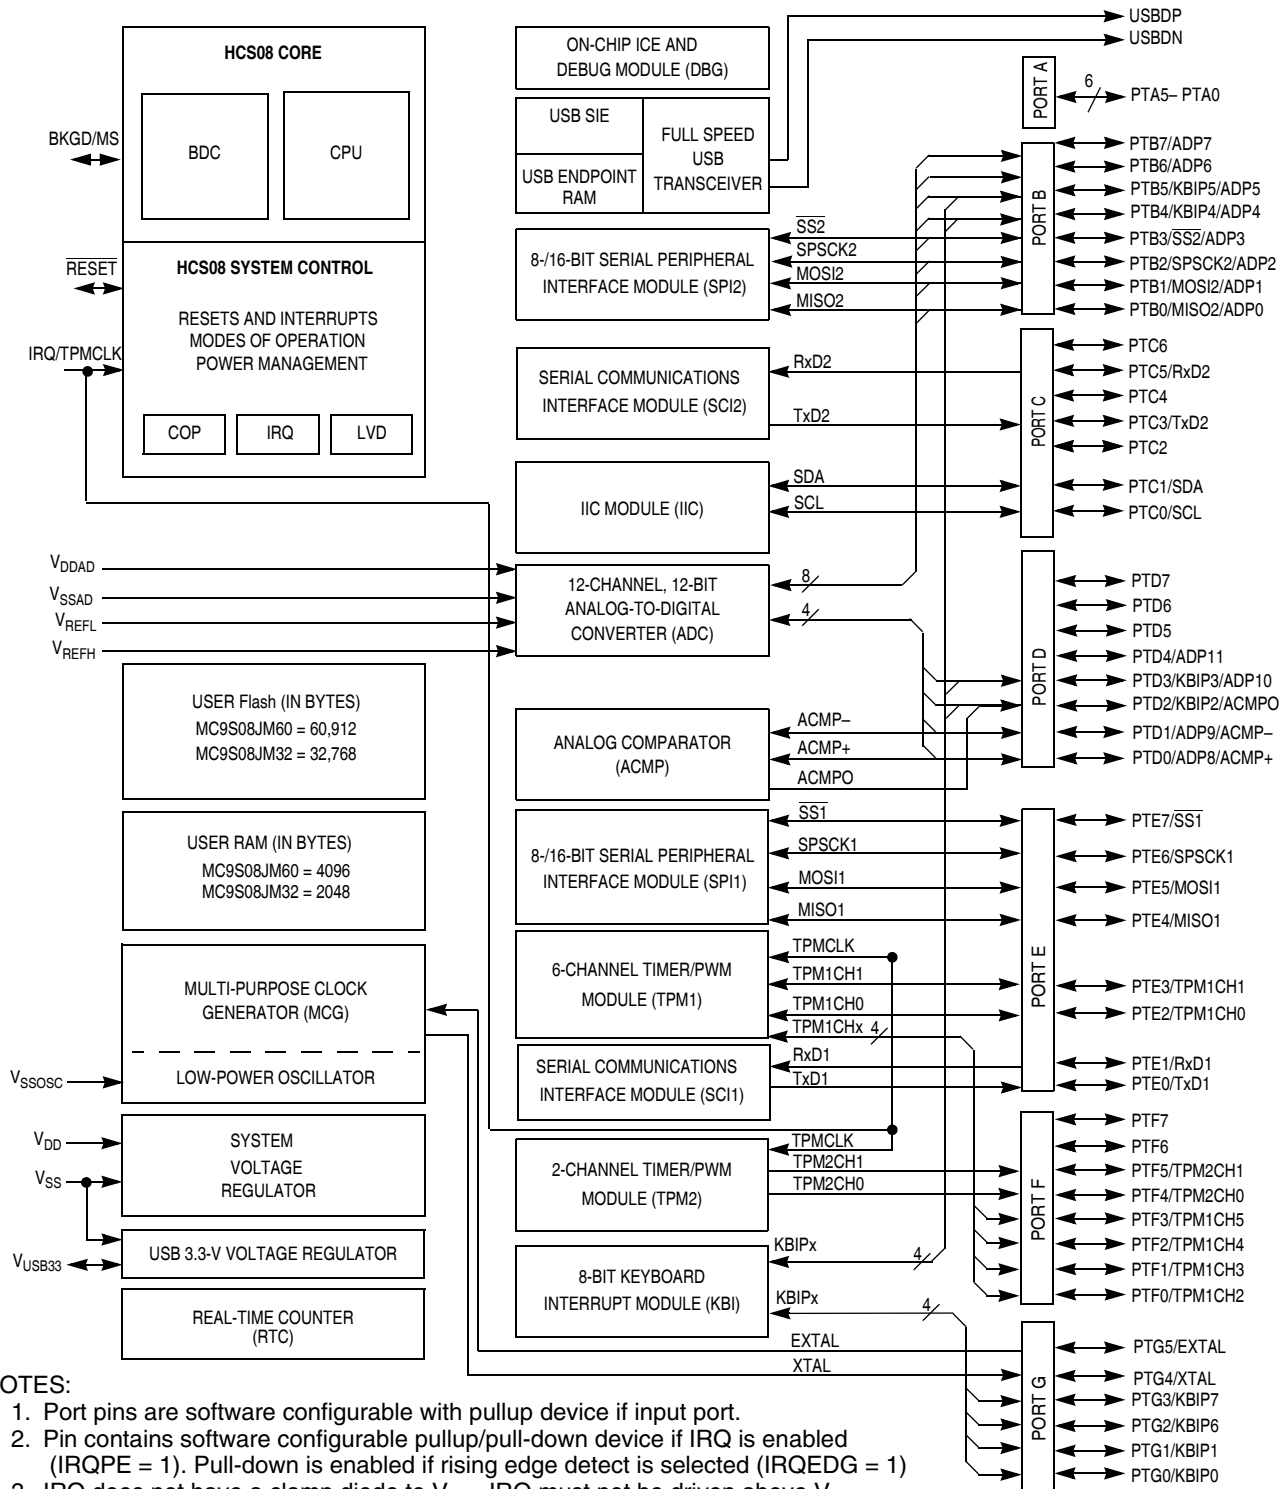 HCS08 CORE
BDC
CPU
BKGD/MS
HCS08 SYSTEM CONTROL
RESET
RESETS AND INTERRUPTS
MODES OF OPERATION
POWER MANAGEMENT
IRQ/TPMCLK
COP
IRQ
LVD
VDDAD
VSSAD
VREFL
VREFH
USER Flash (IN BYTES)
MC9S08JM60 = 60,912
MC9S08JM32 = 32,768
USER RAM (IN BYTES)
MC9S08JM60 = 4096
MC9S08JM32 = 2048
MULTI-PURPOSE CLOCK
GENERATOR (MCG)
LOW-POWER OSCILLATOR
VSSOSC
VDD
VSS
SYSTEM
VOLTAGE
REGULATOR
VUSB33
USB 3.3-V VOLTAGE REGULATOR
REAL-TIME COUNTER
(RTC)
ON-CHIP ICE AND
DEBUG MODULE (DBG)
USB SIE
USB ENDPOINT
RAM
FULL SPEED
USB
TRANSCEIVER
8-/16-BIT SERIAL PERIPHERAL
INTERFACE MODULE (SPI2)
SS2
SPSCK2
MOSI2
MISO2
SERIAL COMMUNICATIONS
INTERFACE MODULE (SCI2)
RxD2
TxD2
IIC MODULE (IIC)
SDA
SCL
12-CHANNEL, 12-BIT
ANALOG-TO-DIGITAL
CONVERTER (ADC)
8
4
ANALOG COMPARATOR
(ACMP)
ACMP–
ACMP+
ACMPO
8-/16-BIT SERIAL PERIPHERAL
INTERFACE MODULE (SPI1)
SS1
SPSCK1
MOSI1
MISO1
6-CHANNEL TIMER/PWM
MODULE (TPM1)
TPMCLK
TPM1CH1
TPM1CH0
TPM1CHx 4
SERIAL COMMUNICATIONS
INTERFACE MODULE (SCI1)
RxD1
TxD1
2-CHANNEL TIMER/PWM
MODULE (TPM2)
TPMCLK
TPM2CH1
TPM2CH0
8-BIT KEYBOARD
INTERRUPT MODULE (KBI)
KBIPx
4
KBIPx
4
EXTAL
XTAL
USBDP
USBDN
PORT A
6
PTA5– PTA0
PORT B
PTB7/ADP7
PTB6/ADP6
PTB5/KBIP5/ADP5
PTB4/KBIP4/ADP4
PTB3/SS2/ADP3
PTB2/SPSCK2/ADP2
PTB1/MOSI2/ADP1
PTB0/MISO2/ADP0
PORT C
PTC6
PTC5/RxD2
PTC4
PTC3/TxD2
PTC2
PTC1/SDA
PTC0/SCL
PORT D
PTD7
PTD6
PTD5
PTD4/ADP11
PTD3/KBIP3/ADP10
PTD2/KBIP2/ACMPO
PTD1/ADP9/ACMP–
PTD0/ADP8/ACMP+
PORT E
PTE7/SS1
PTE6/SPSCK1
PTE5/MOSI1
PTE4/MISO1
PTE3/TPM1CH1
PTE2/TPM1CH0
PTE1/RxD1
PTE0/TxD1
PORT F
PTF7
PTF6
PTF5/TPM2CH1
PTF4/TPM2CH0
PTF3/TPM1CH5
PTF2/TPM1CH4
PTF1/TPM1CH3
PTF0/TPM1CH2
PORT G
PTG5/EXTAL
PTG4/XTAL
PTG3/KBIP7
PTG2/KBIP6
PTG1/KBIP1
PTG0/KBIP0
OTES:
1. Port pins are software configurable with pullup device if input port.
2. Pin contains software configurable pullup/pull-down device if IRQ is enabled
(IRQPE = 1). Pull-down is enabled if rising edge detect is selected (IRQEDG = 1)
3. IRQ does not have a clamp diode to V IRQ must not be driven above V